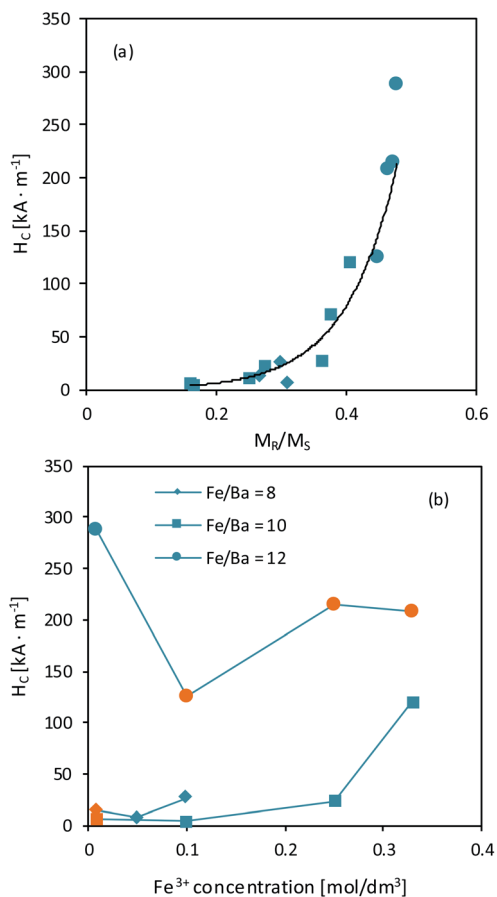 350
(a)
300
250
200
150
100
50
0
H_C [kA · m⁻¹]
0 0.2 0.4 0.6
M_R/M_S
350
Fe/Ba = 8 (b)
300
Fe/Ba = 10
Fe/Ba = 12
250
200
150
100
50
0
H_C [kA · m⁻¹]
0 0.1 0.2 0.3 0.4
Fe³⁺ concentration [mol/dm³]